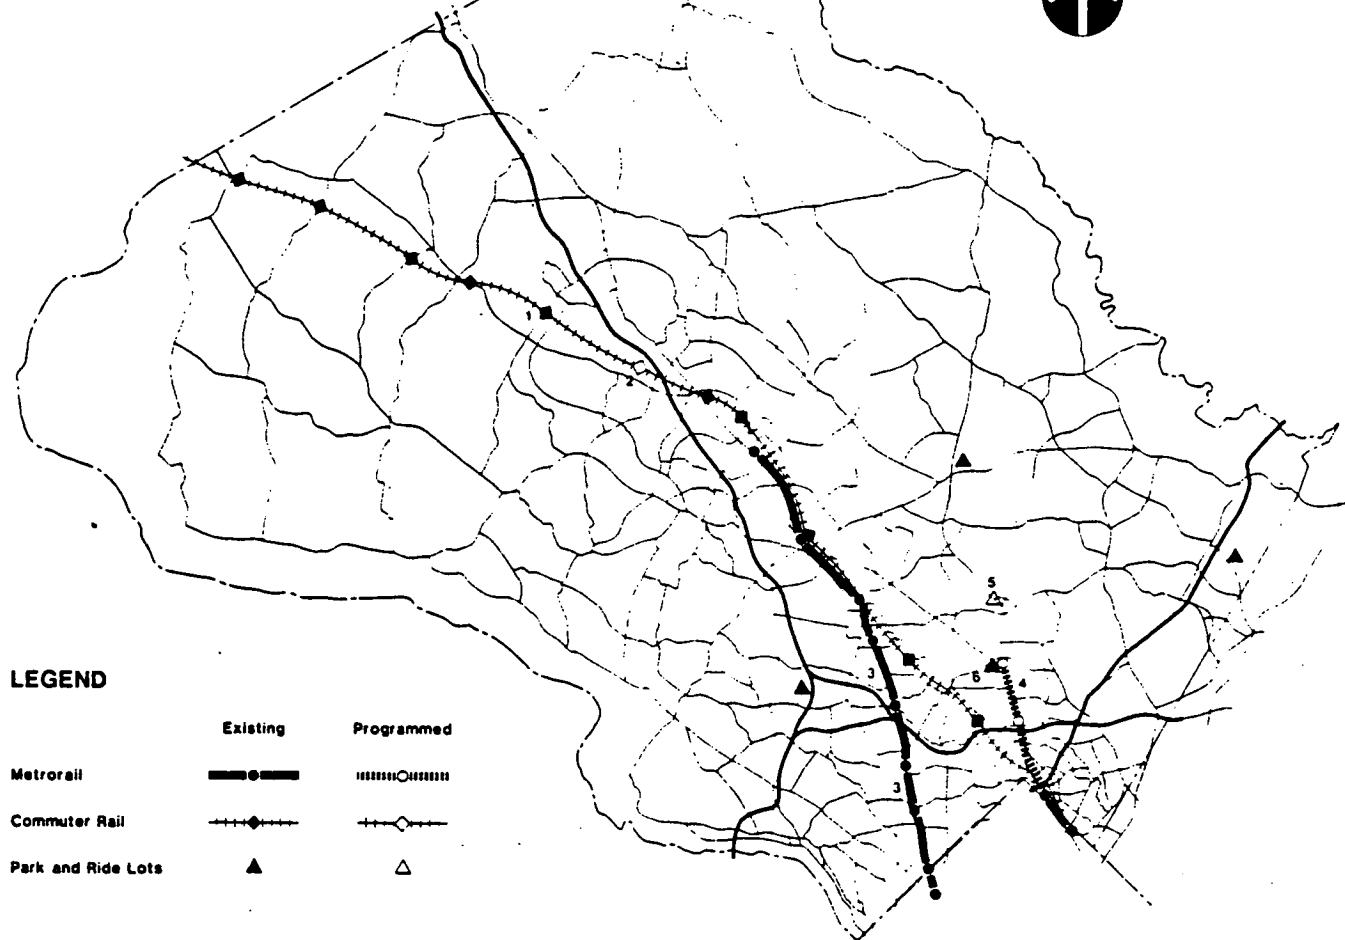 1
2
5
3
6 4
3
LEGEND
Existing Programmed
Metrorail
Commuter Rail
Park and Ride Lots